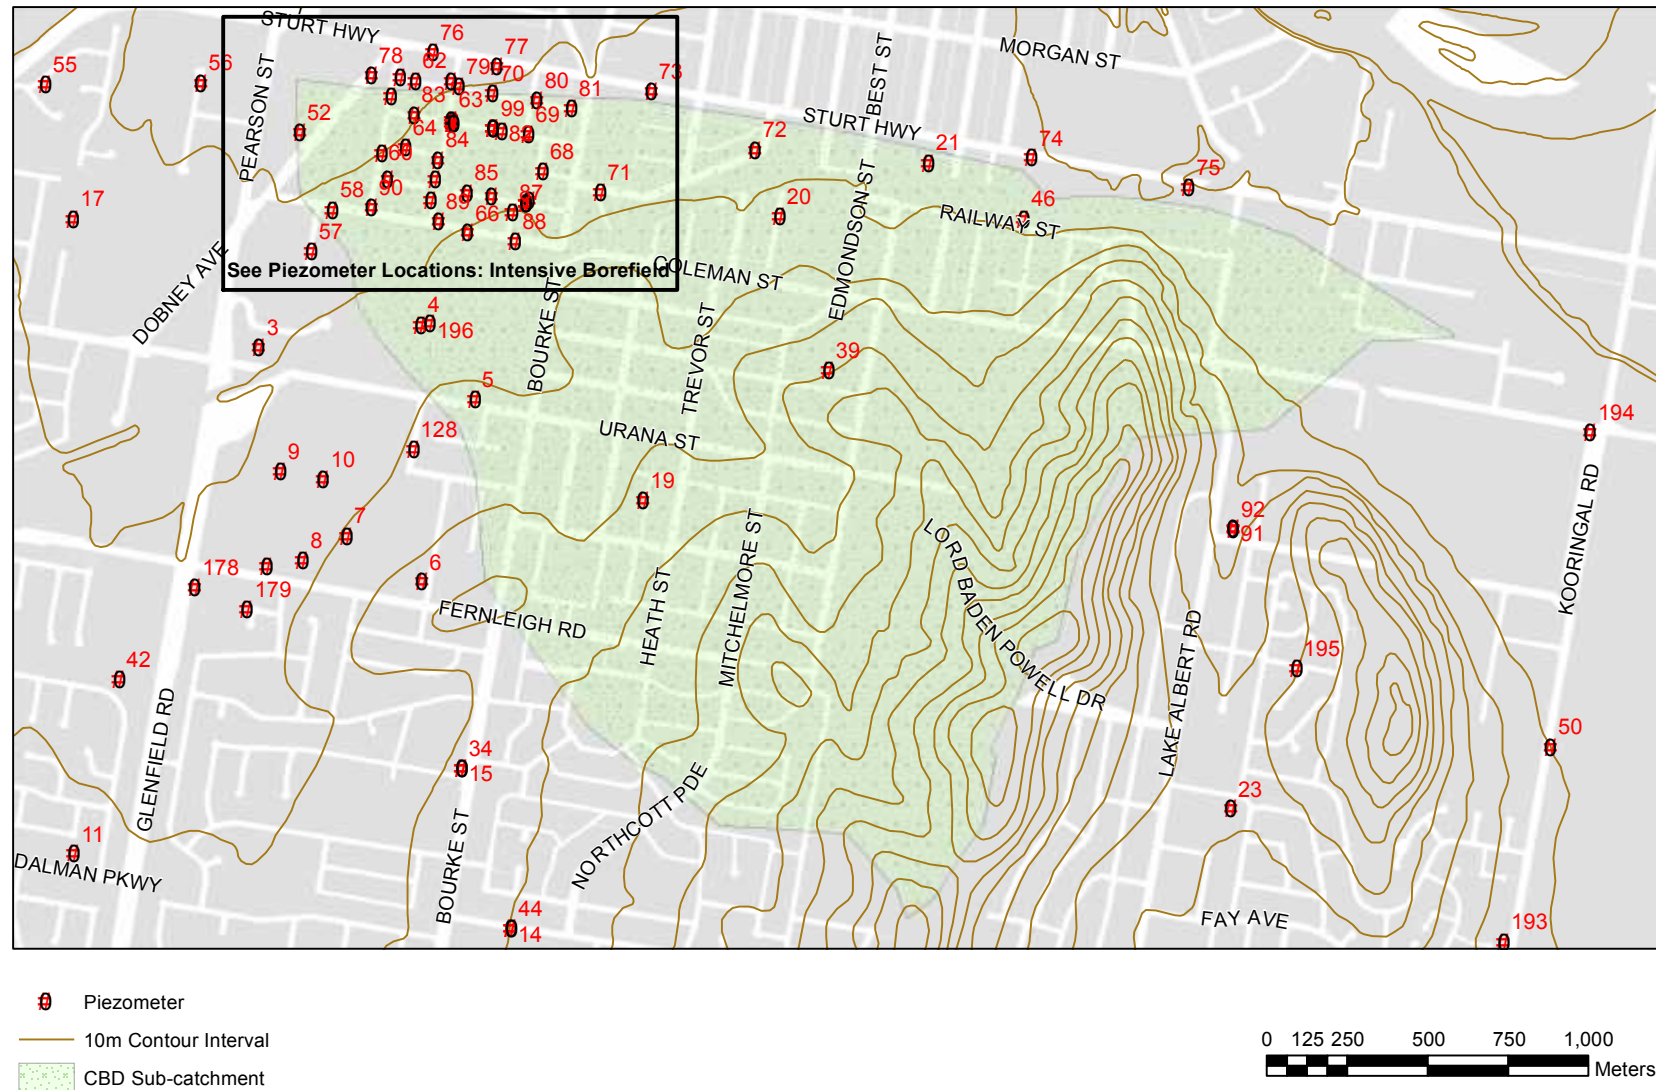 STURT HWY
76
MORGAN ST
BEST ST
55
56
PEARSON ST
78
62
79
77
70
80
81
73
83
63
99
69
52
64
84
82
STURT HWY
72
21
74
75
60
85
68
71
17
58
90
89
87
66
88
20
EDMONDSON ST
46
RAILWAY ST
57
DOBNEY AVE
See Piezometer Locations: Intensive Borefield
COLEMAN ST
4
196
3
BOURKE ST
TREVOR ST
39
5
128
URANA ST
194
9
10
19
KOORINGAL RD
7
8
MITCHELMORE ST
LORD BADEN POWELL DR
92
91
178
179
6
FERNLEIGH RD
HEATH ST
LAKE ALBERT RD
195
42
GLENFIELD RD
34
15
50
NORTHCOTT PDE
23
11
DALMAN PKWY
BOURKE ST
44
14
FAY AVE
193
Piezometer
10m Contour Interval
CBD Sub-catchment
0 125 250 500 750 1,000
Meters